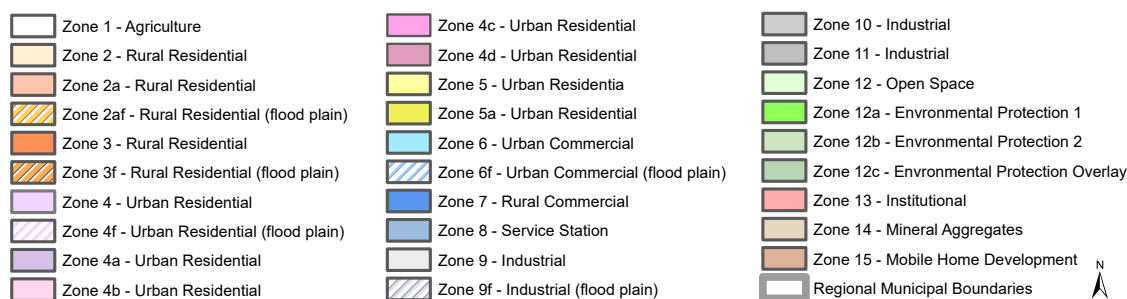 Zone 1 - Agriculture
Zone 2 - Rural Residential
Zone 2a - Rural Residential
Zone 2af - Rural Residential (flood plain)
Zone 3 - Rural Residential
Zone 3f - Rural Residential (flood plain)
Zone 4 - Urban Residential
Zone 4f - Urban Residential (flood plain)
Zone 4a - Urban Residential
Zone 4b - Urban Residential
Zone 4c - Urban Residential
Zone 4d - Urban Residential
Zone 5 - Urban Residentia
Zone 5a - Urban Residential
Zone 6 - Urban Commercial
Zone 6f - Urban Commercial (flood plain)
Zone 7 - Rural Commercial
Zone 8 - Service Station
Zone 9 - Industrial
Zone 9f - Industrial (flood plain)
Zone 10 - Industrial
Zone 11 - Industrial
Zone 12 - Open Space
Zone 12a - Envronmental Protection 1
Zone 12b - Environmental Protection 2
Zone 12c - Environmental Protection Overlay
Zone 13 - Institutional
Zone 14 - Mineral Aggregates
Zone 15 - Mobile Home Development
Regional Municipal Boundaries
N